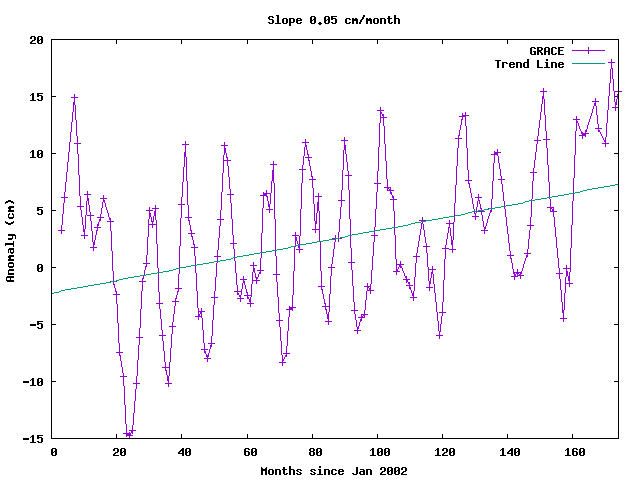 Slope 0.05 cm/month
GRACE
Trend Line
20
15
10
5
0
-5
-10
-15
Anomaly (cm)
0 20 40 60 80 100 120 140 160
Months since Jan 2002